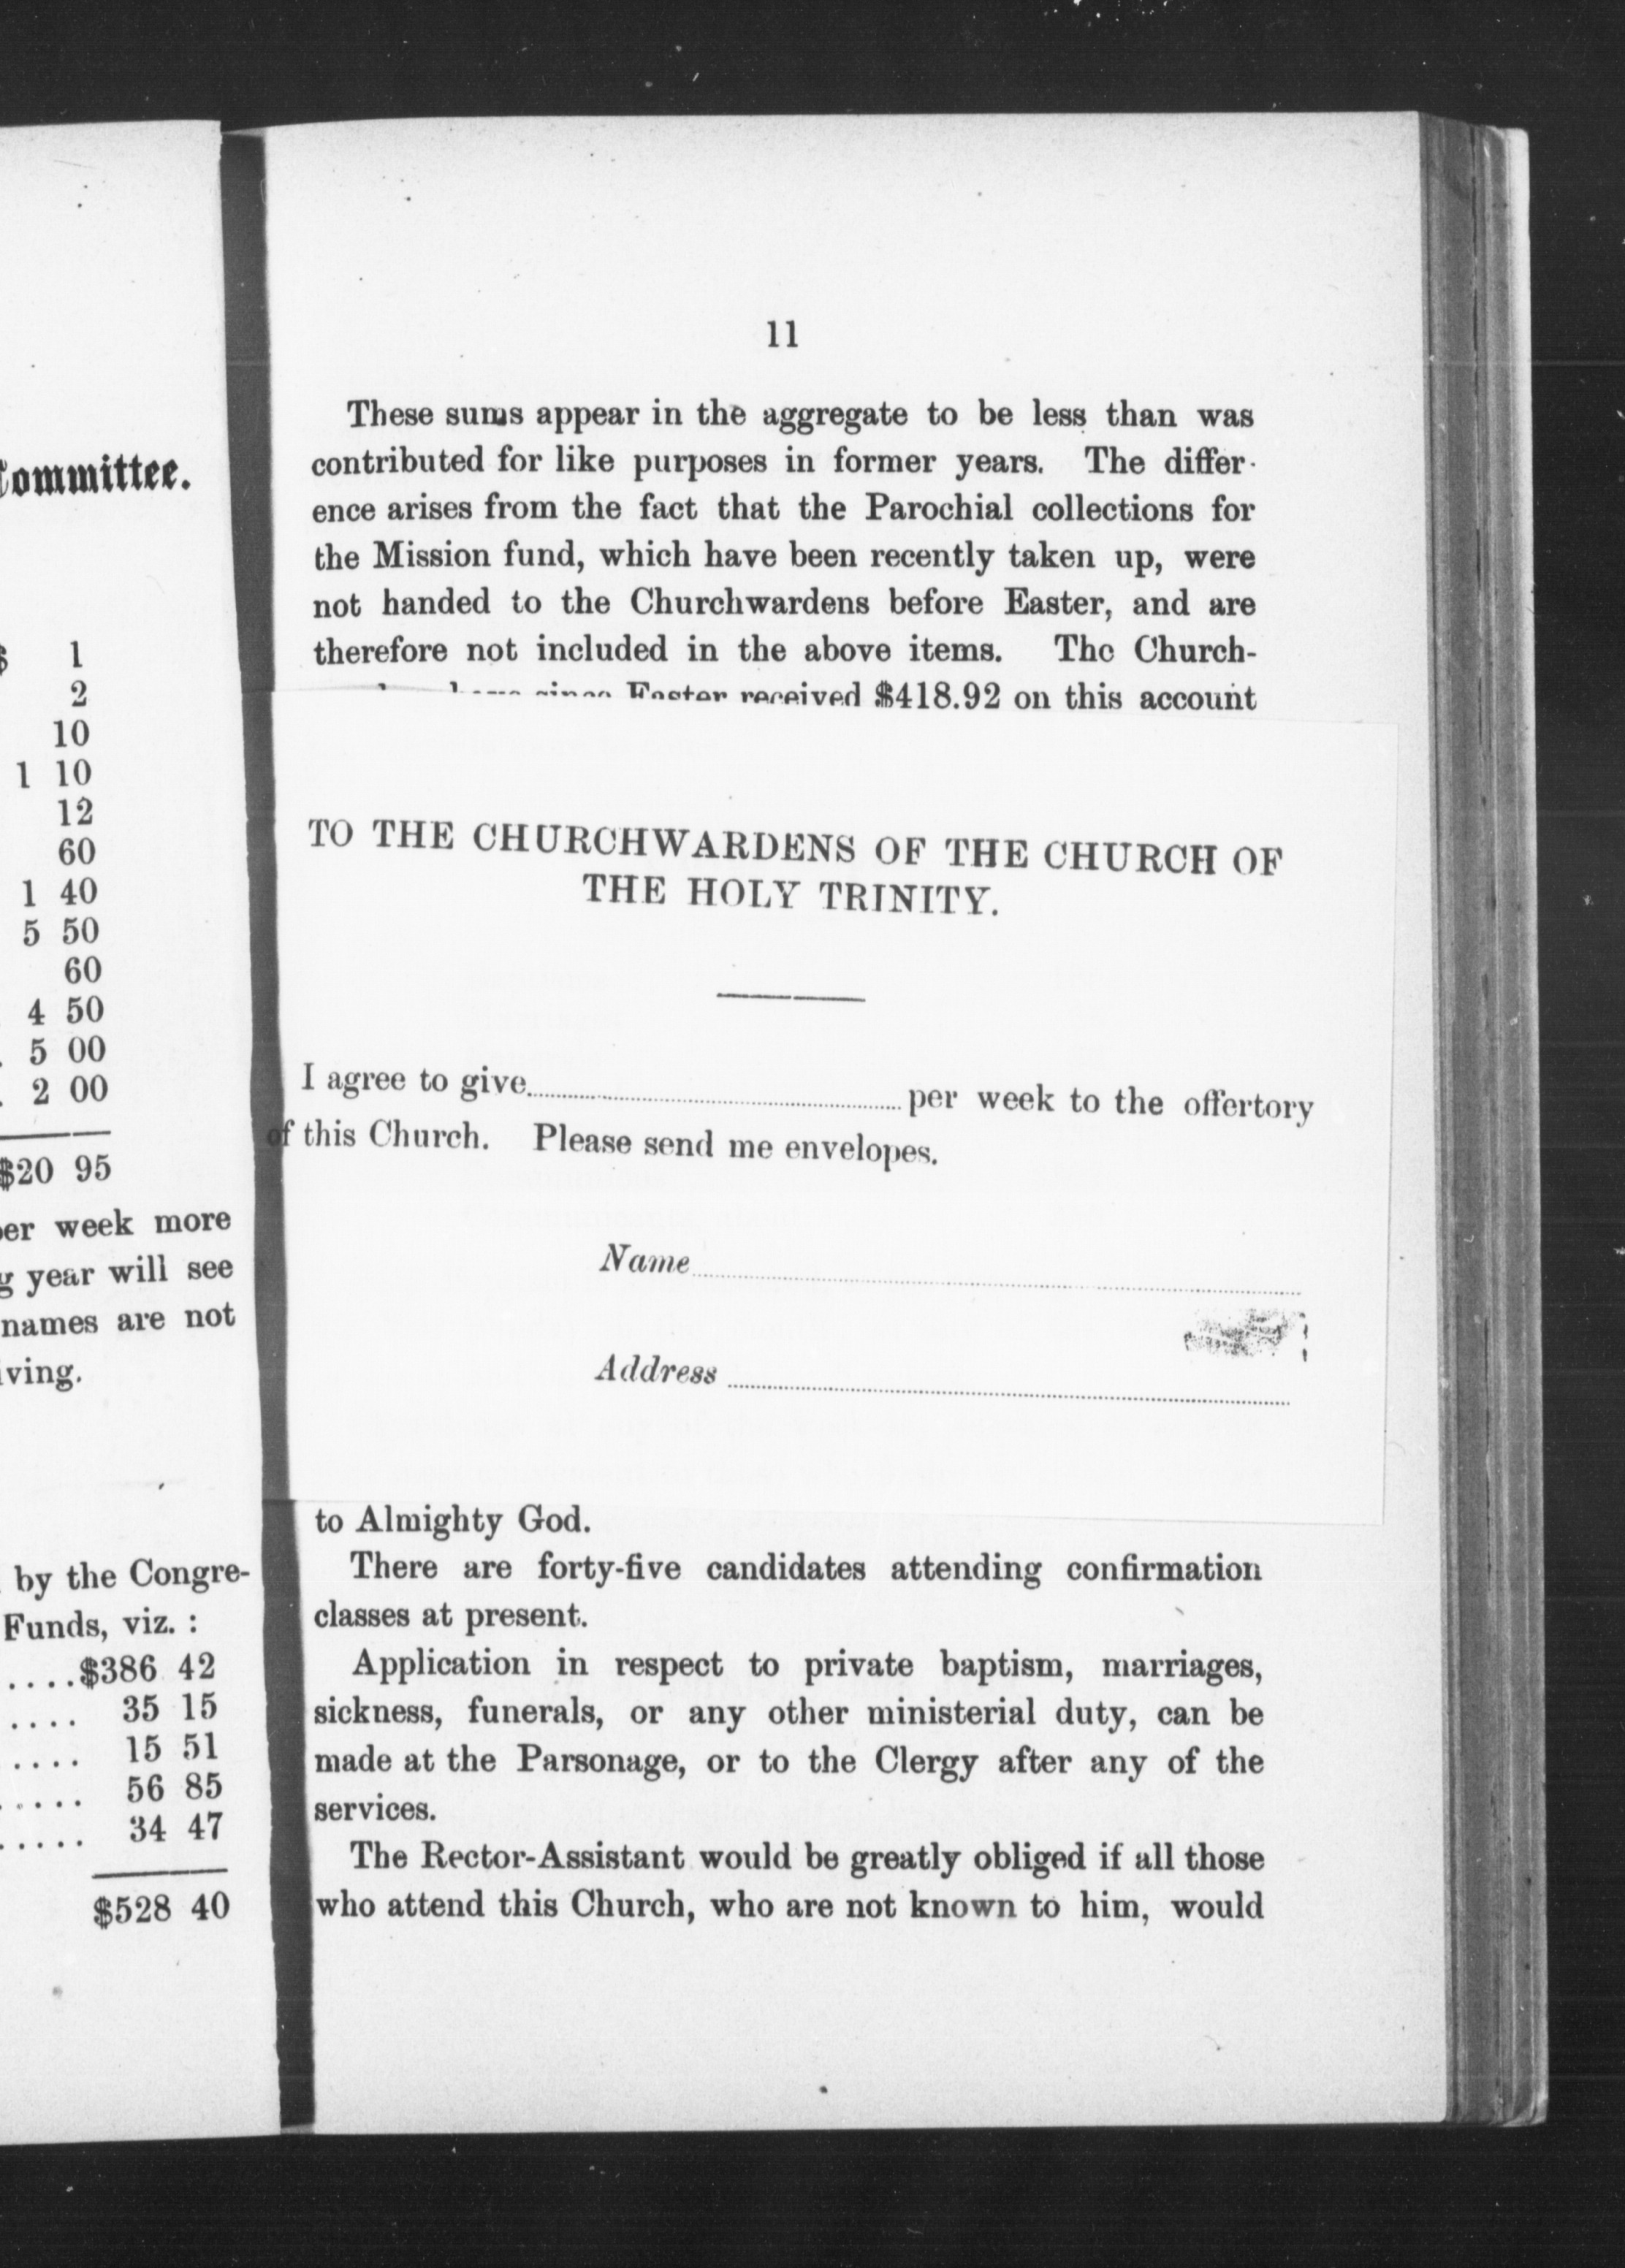 Committee.
$ 1
2
10
1 10
12
60
1 40
5 50
60
4 50
. 5 00
. 2 00
$20 95
per week more
year will see
names are not
by the Congre-
Funds, viz. :
....$386 42
.... 35 15
..... 15 51
..... 56 85
..... 34 47
$528 40
11
These sums appear in the aggregate to be less than was
contributed for like purposes in former years. The differ-
ence arises from the fact that the Parochial collections for
the Mission fund, which have been recently taken up, were
not handed to the Churchwardens before Easter, and are
therefore not included in the above items. The Church-
since Easter received $418.92 on this account
TO THE CHURCHWARDENS OF THE CHURCH OF
THE HOLY TRINITY.
I agree to give.......... per week to the offertory
of this Church. Please send me envelopes.
Name..........
Address ..........
to Almighty God.
There are forty-five candidates attending confirmation
classes at present.
Application in respect to private baptism, marriages,
sickness, funerals, or any other ministerial duty, can be
made at the Parsonage, or to the Clergy after any of the
services.
The Rector-Assistant would be greatly obliged if all those
who attend this Church, who are not known to him, would